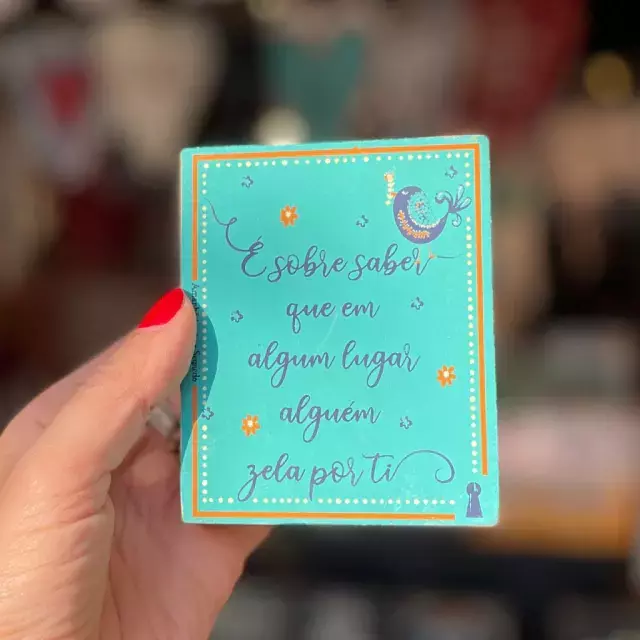 É sobre saber
que em
algum lugar
alguém
zela por ti